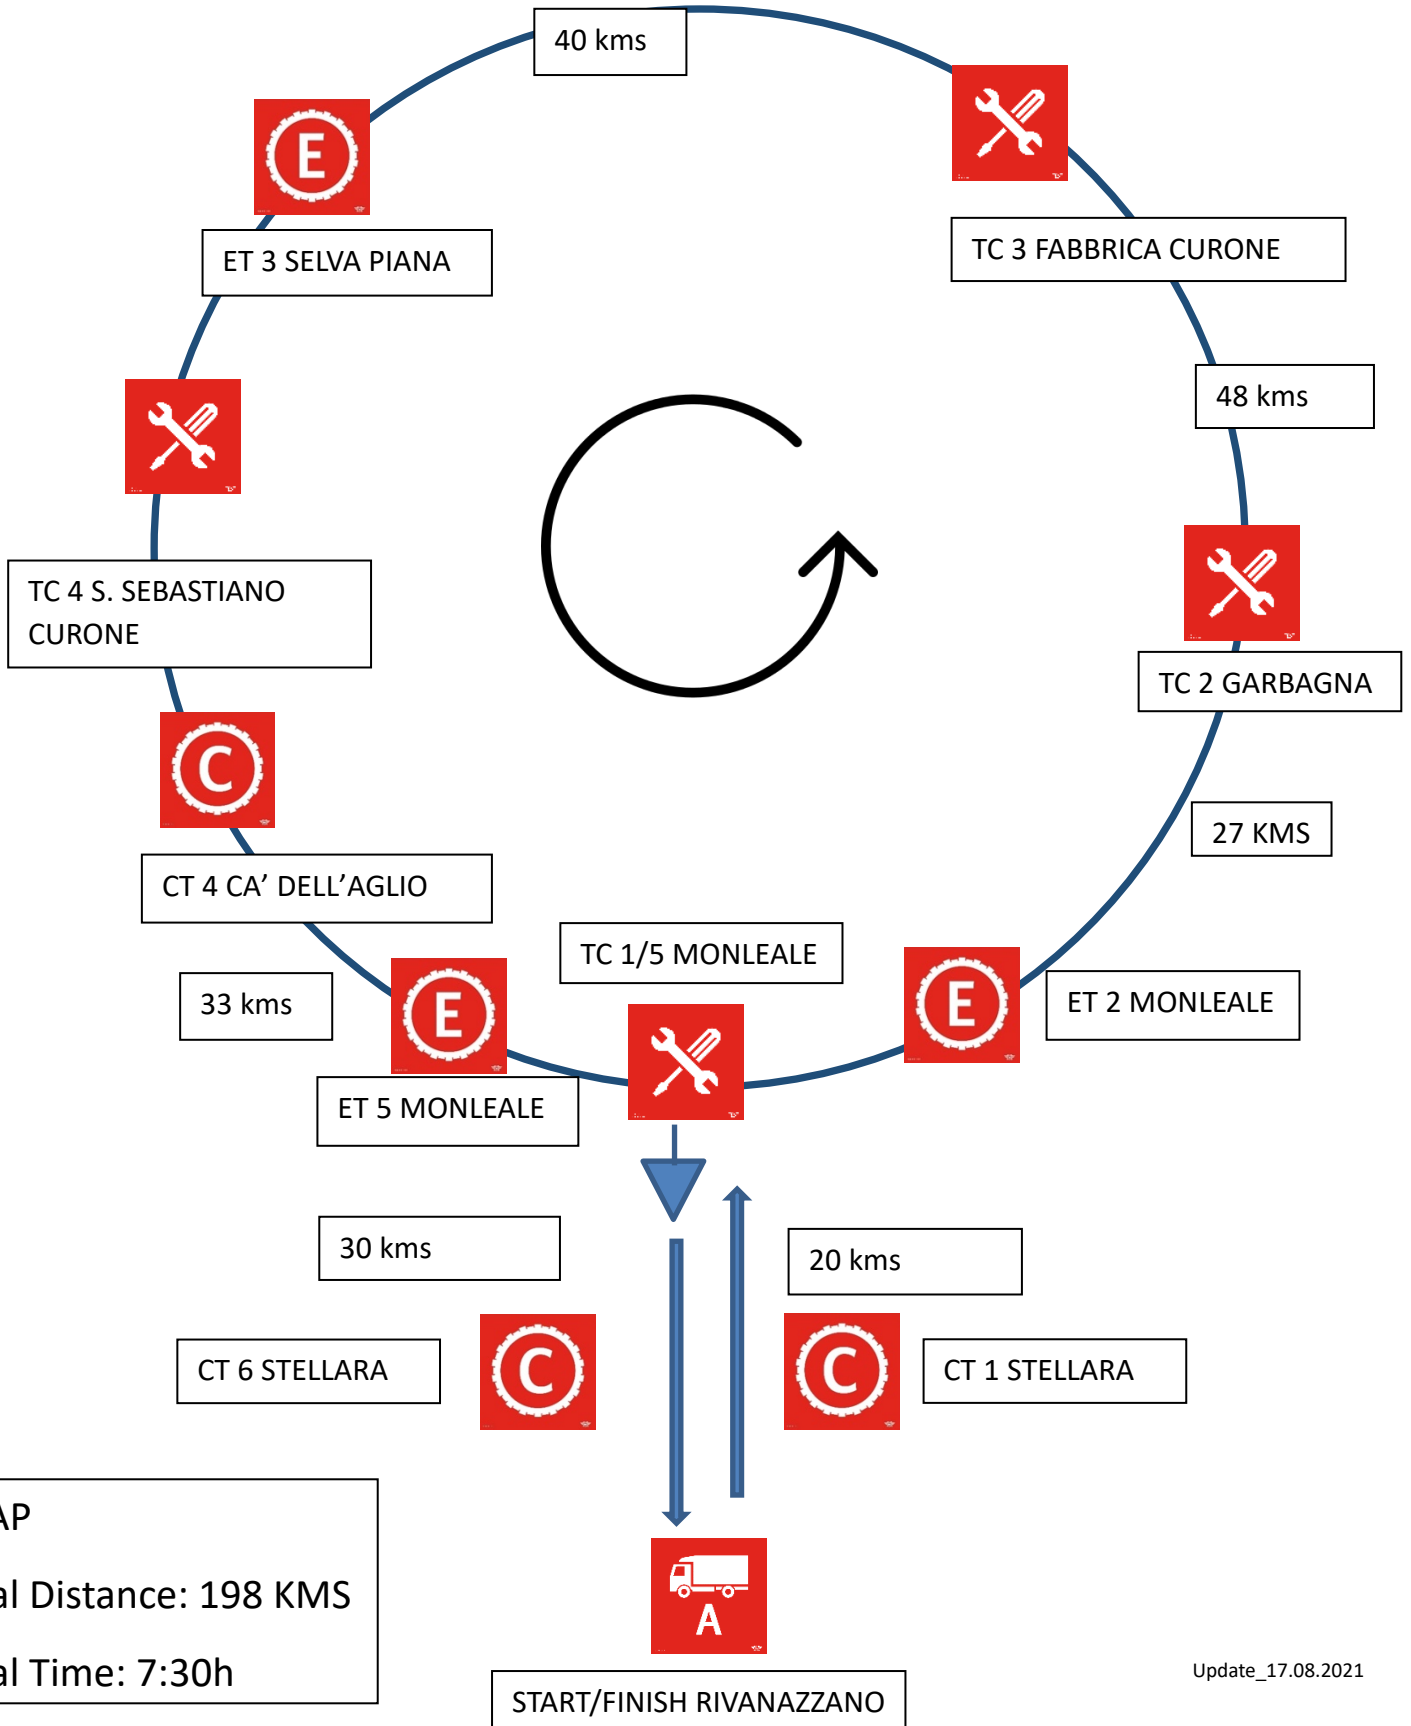 40 kms
E
ET 3 SELVA PIANA
TC 3 FABBRICA CURONE
48 kms
TC 4 S. SEBASTIANO
CURONE
TC 2 GARBAGNA
C
CT 4 CA’ DELL’AGLIO
27 KMS
TC 1/5 MONLEALE
33 kms
E
E
ET 2 MONLEALE
ET 5 MONLEALE
30 kms
20 kms
CT 6 STELLARA
C
C
CT 1 STELLARA
AP
al Distance: 198 KMS
al Time: 7:30h
A
START/FINISH RIVANAZZANO
Update_17.08.2021